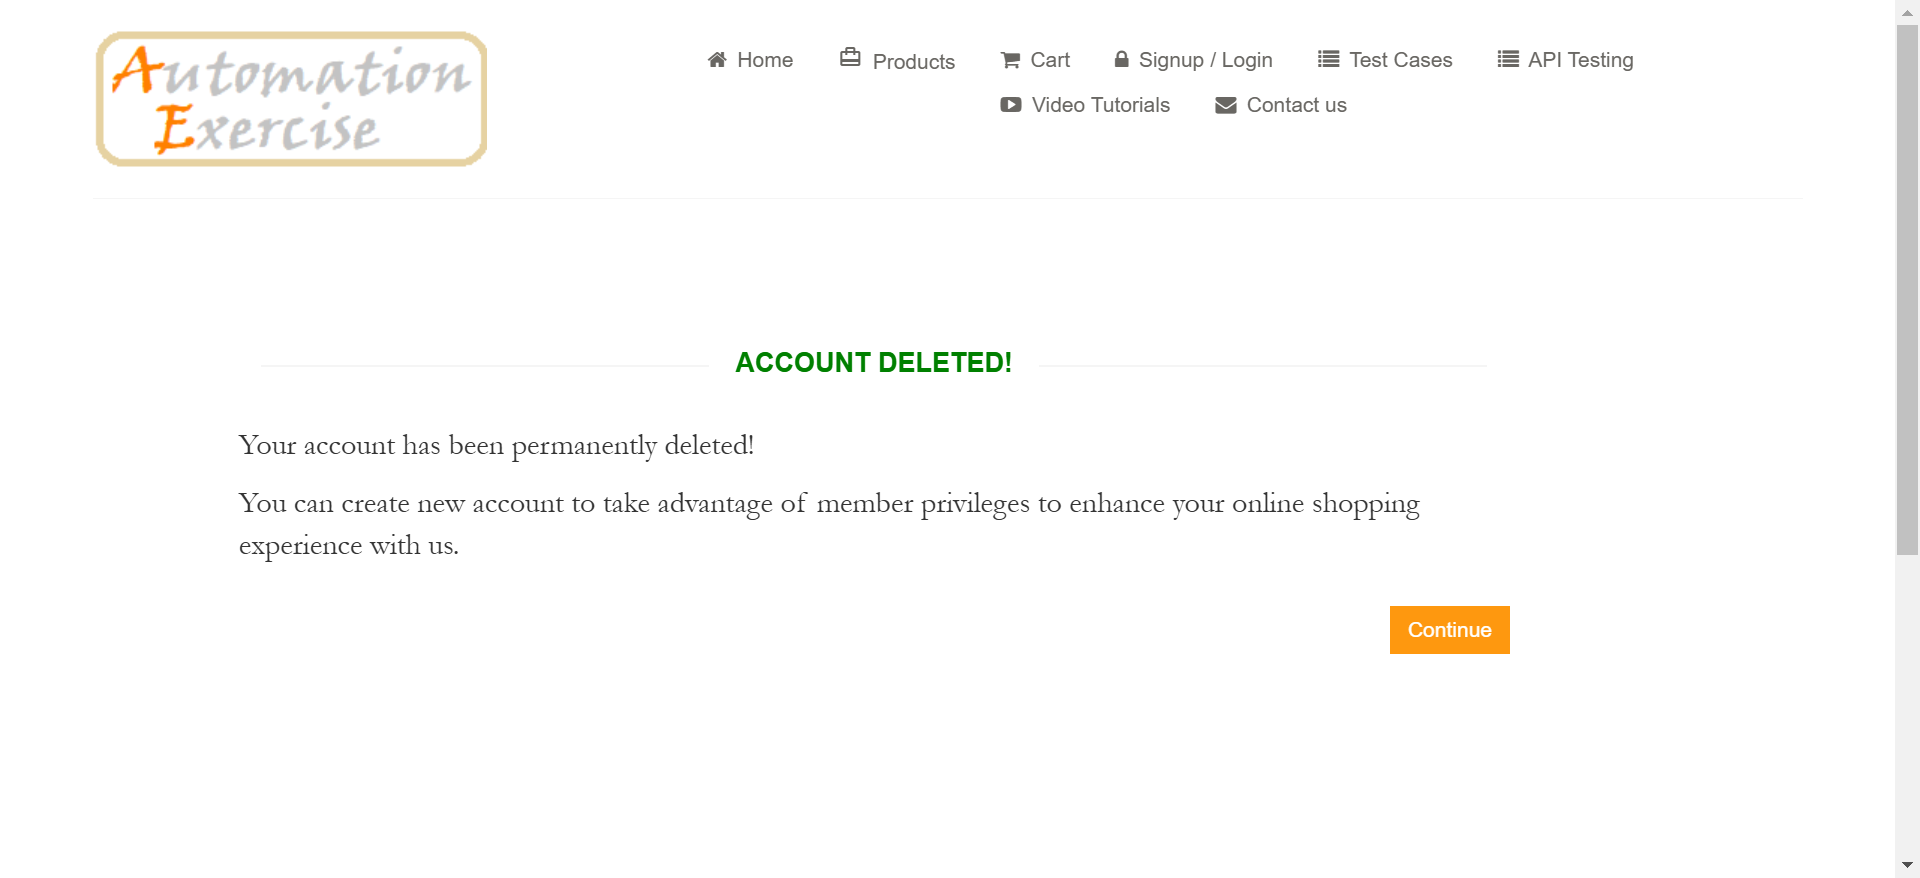 Automation
Exercise
Home
Products
Cart
Signup / Login
Test Cases
API Testing
Video Tutorials
Contact us
ACCOUNT DELETED!
Your account has been permanently deleted!
You can create new account to take advantage of member privileges to enhance your online shopping
experience with us.
Continue